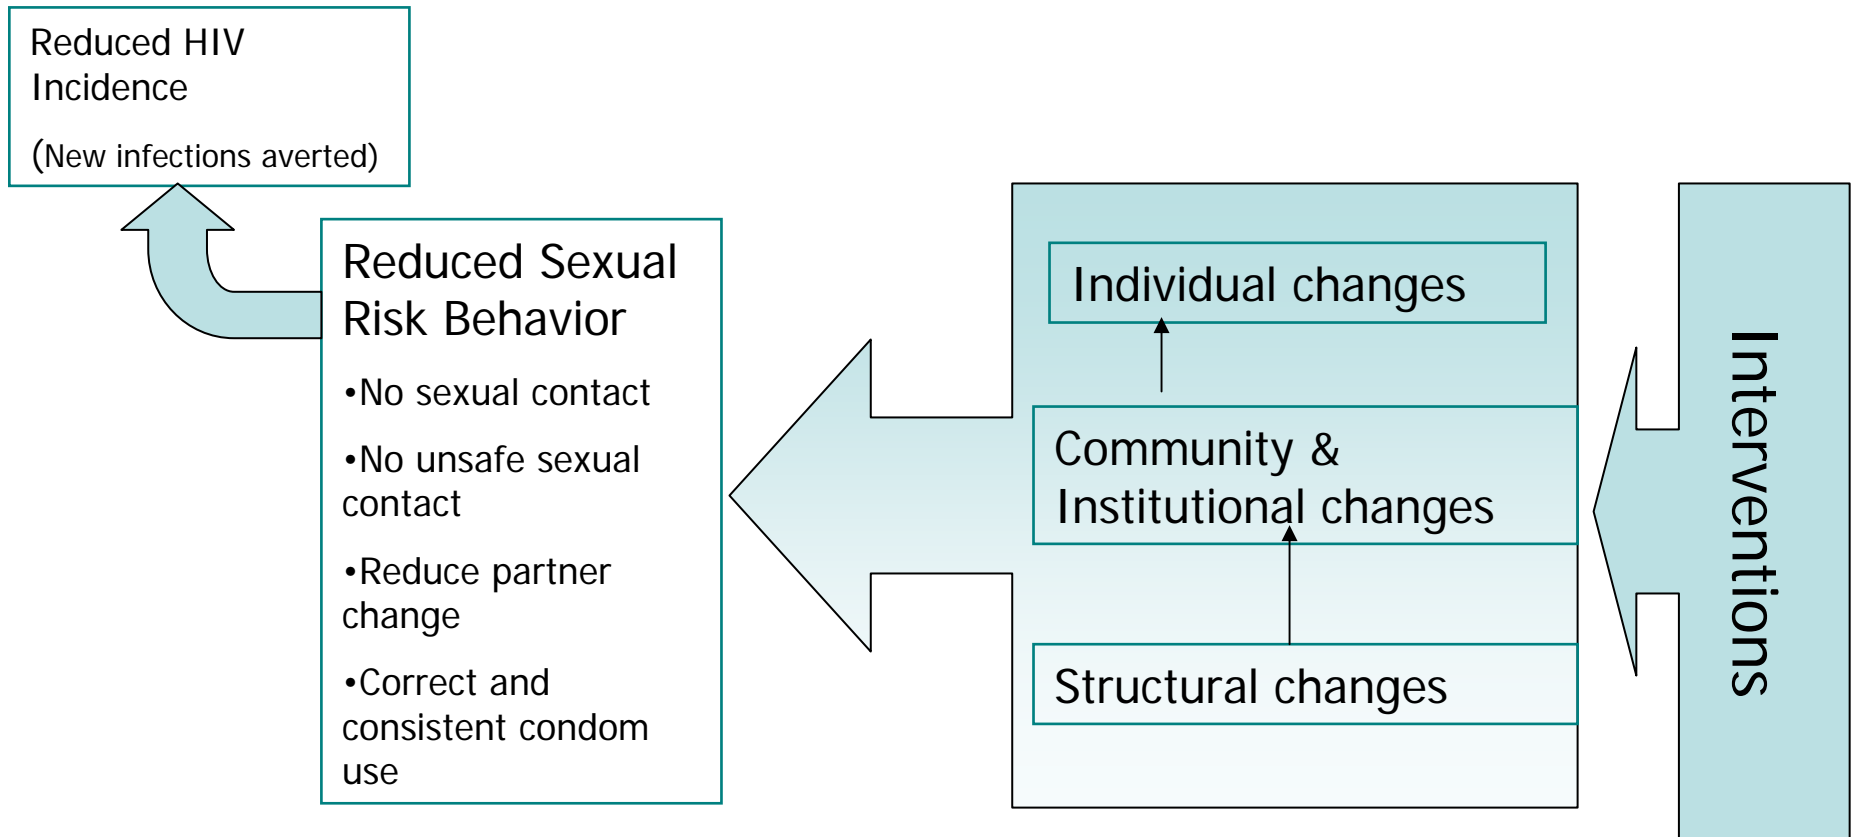 Reduced HIV
Incidence
(New infections averted)
Reduced Sexual
Risk Behavior
•No sexual contact
•No unsafe sexual
contact
•Reduce partner
change
•Correct and
consistent condom
use
Individual changes
Community &
Institutional changes
Structural changes
Interventions